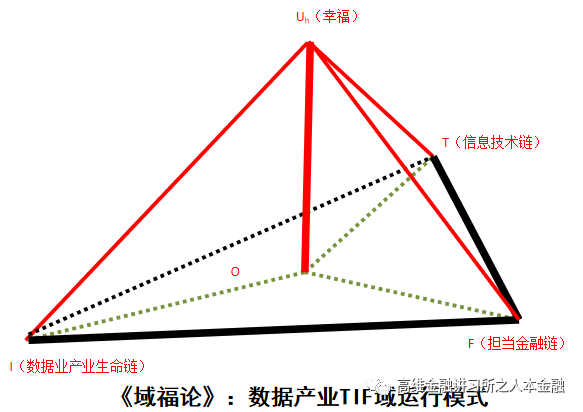 Uh（幸福）
T（信息技术链）
O
F（担当金融链）
I（数据业产业生命链）
高维金融讲习所之人本金融
《域福论》：数据产业TIF域运行模式